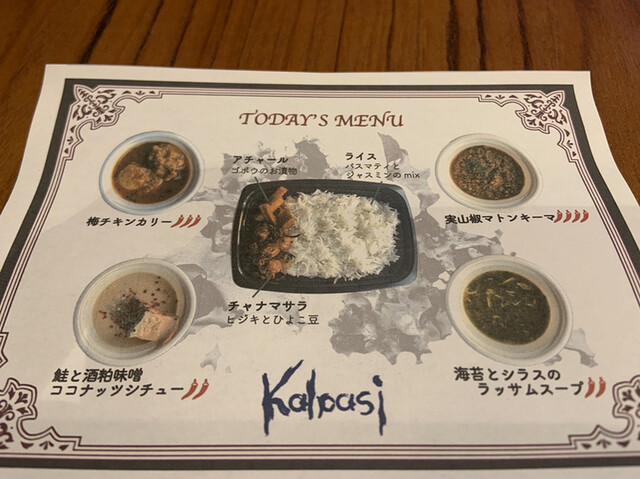 TODAY'S MENU
アチャール
ゴボウのお漬物
ライス
バスマティと
ジャスミンのmix
梅チキンカリー
実山椒マトンキーマ
チャナマサラ
ヒジキとひよこ豆
鮭と酒粕味噌
ココナッツシチュー
海苔とシラスの
ラッサムスープ
Kalpasi